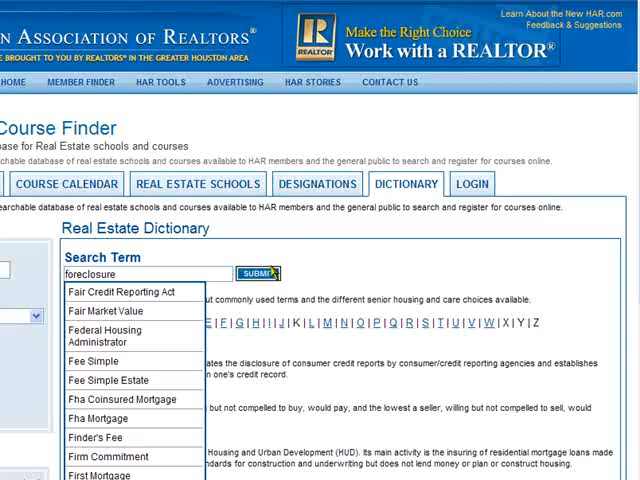 Learn About the New HAR.com
Feedback & Suggestions
N ASSOCIATION OF REALTORS®
E BROUGHT TO YOU BY REALTORS® IN THE GREATER HOUSTON AREA
R
REALTOR
Make the Right Choice
Work with a REALTOR®
HOME MEMBER FINDER HAR TOOLS ADVERTISING HAR STORIES CONTACT US
Course Finder
base for Real Estate schools and courses
rchable database of real estate schools and courses available to HAR members and the general public to search and register for courses online.
COURSE CALENDAR REAL ESTATE SCHOOLS DESIGNATIONS DICTIONARY LOGIN
earchable database of real estate schools and courses available to HAR members and the general public to search and register for courses online.
Real Estate Dictionary
Search Term
foreclosure SUBMIT
Fair Credit Reporting Act
ut commonly used terms and the different senior housing and care choices available.
Fair Market Value
E | F | G | H | I | J | K | L | M | N | O | P | Q | R | S | T | U | V | W | X | Y | Z
Federal Housing
Administrator
Fee Simple
ates the disclosure of consumer credit reports by consumer/credit reporting agencies and establishes
n one's credit record.
Fee Simple Estate
Fha Coinsured Mortgage
but not compelled to buy, would pay, and the lowest a seller, willing but not compelled to sell, would
Fha Mortgage
Finder's Fee
Housing and Urban Development (HUD). Its main activity is the insuring of residential mortgage loans made
Firm Commitment
ndards for construction and underwriting but does not lend money or plan or construct housing.
First Mortgage